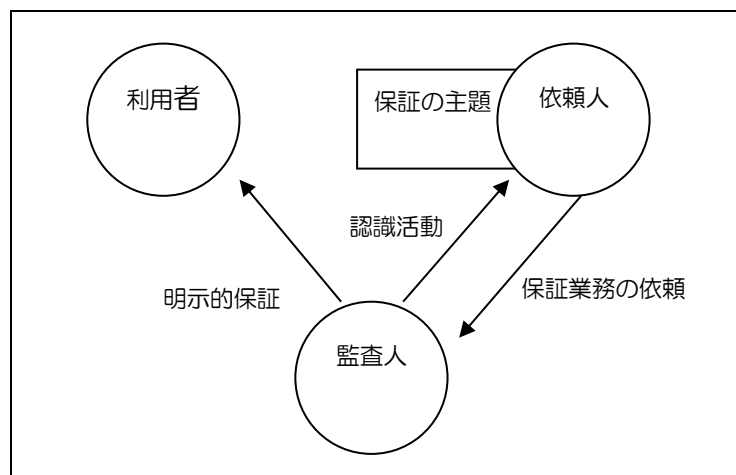 利用者
保証の主題
依頼人
認識活動
明示的保証
保証業務の依頼
監査人